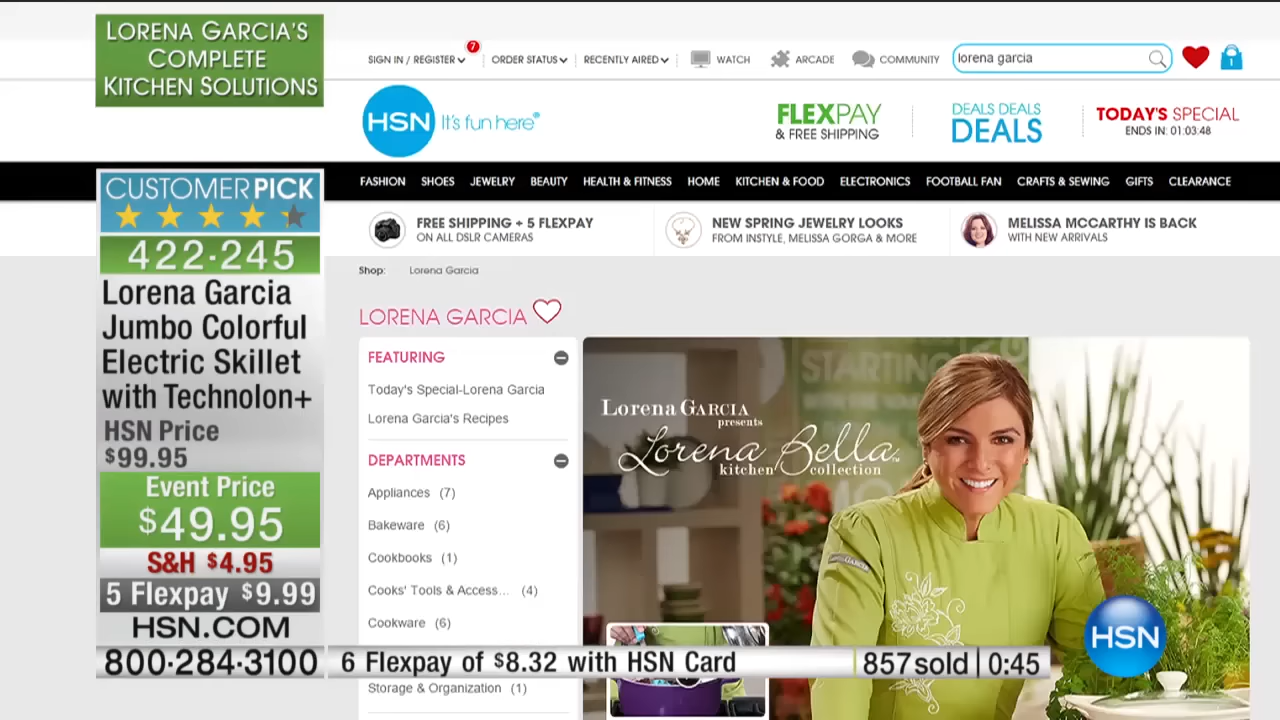 LORENA GARCIA'S
COMPLETE
KITCHEN SOLUTIONS
SIGN IN / REGISTER
7
ORDER STATUS
RECENTLY AIRED
WATCH
ARCADE
COMMUNITY
lorena garcia
1
HSN It's fun here®
FLEXPAY
& FREE SHIPPING
DEALS DEALS
DEALS
TODAY'S SPECIAL
ENDS IN: 01:03:48
FASHION SHOES JEWELRY BEAUTY HEALTH & FITNESS HOME KITCHEN & FOOD ELECTRONICS FOOTBALL FAN CRAFTS & SEWING GIFTS CLEARANCE
FREE SHIPPING + 5 FLEXPAY
ON ALL DSLR CAMERAS
NEW SPRING JEWELRY LOOKS
FROM INSTYLE, MELISSA GORGA & MORE
MELISSA MCCARTHY IS BACK
WITH NEW ARRIVALS
CUSTOMER PICK
422-245
Lorena Garcia
Jumbo Colorful
Electric Skillet
with Technolon+
HSN Price
$99.95
Event Price
$49.95
S&H $4.95
5 Flexpay $9.99
HSN.COM
800-284-3100
Shop: Lorena Garcia
LORENA GARCIA
FEATURING
Today's Special-Lorena Garcia
Lorena Garcia's Recipes
DEPARTMENTS
Appliances (7)
Bakeware (6)
Cookbooks (1)
Cooks' Tools & Access... (4)
Cookware (6)
Storage & Organization (1)
STARTING
Lorena GARCIA
presents
Lorena Bella™
kitchen collection
6 Flexpay of $8.32 with HSN Card
857 sold | 0:45
HSN